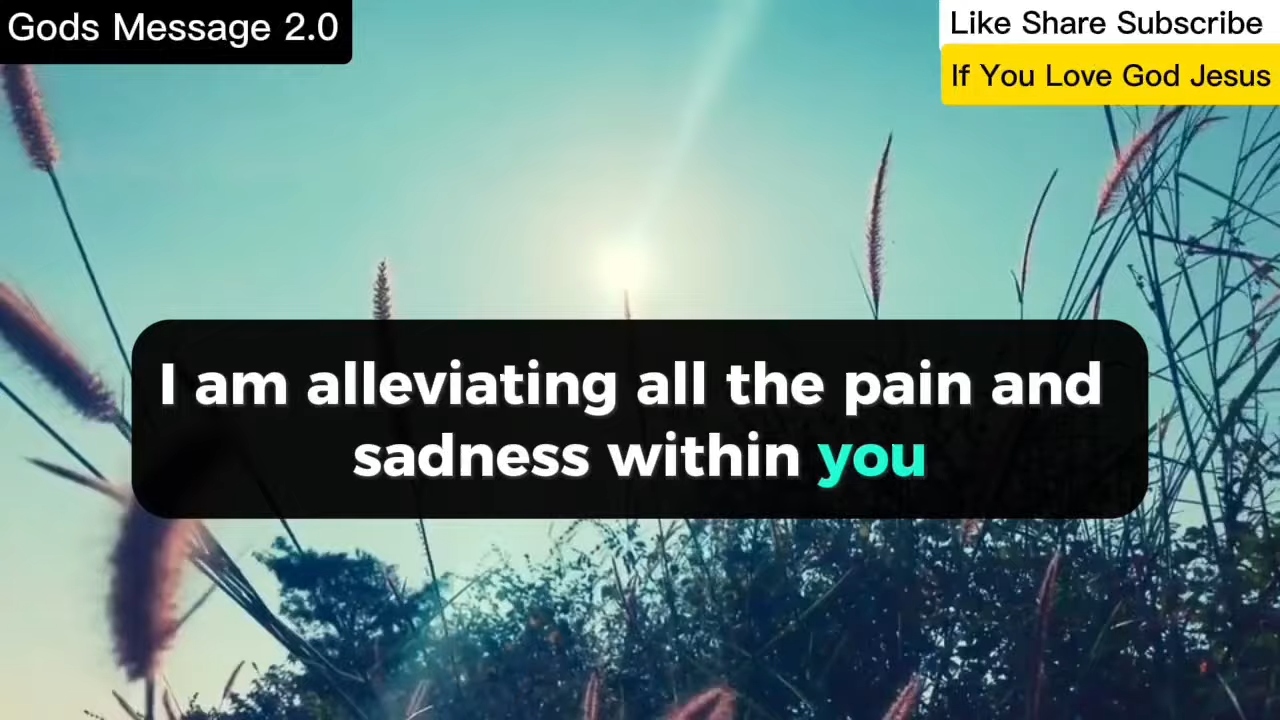 Gods Message 2.0
Like Share Subscribe
If You Love God Jesus
I am alleviating all the pain and
sadness within you